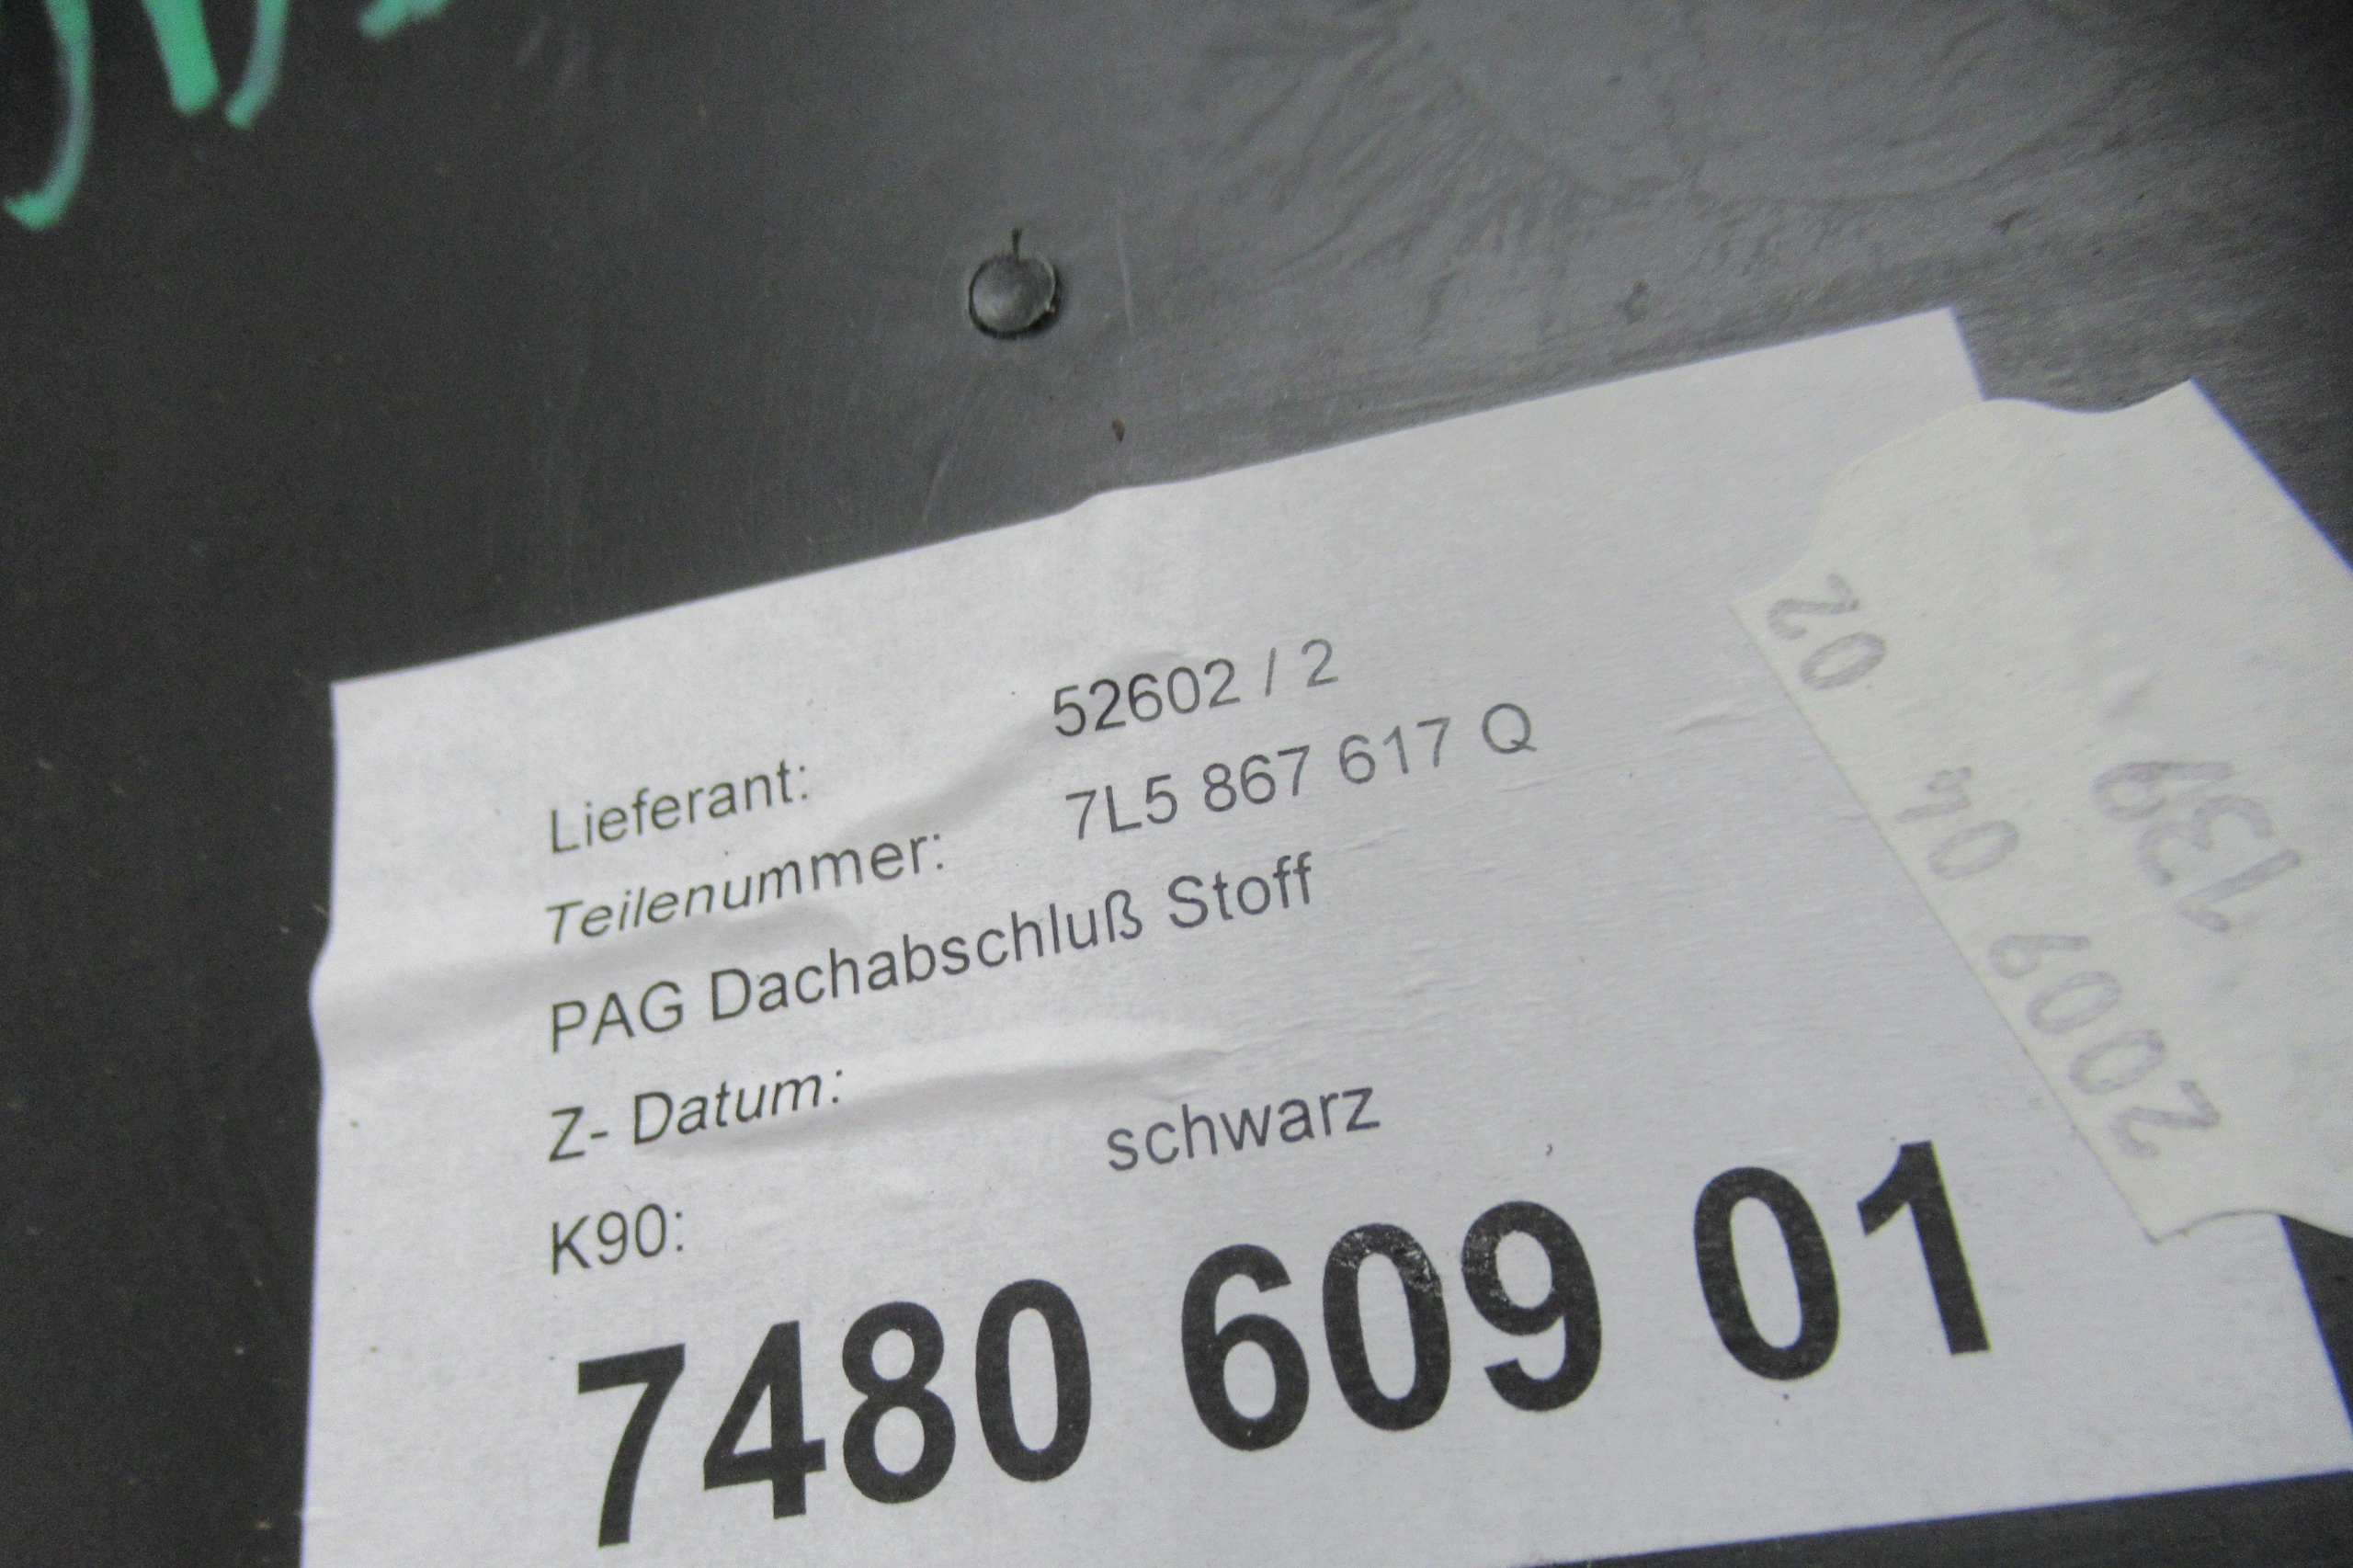 Lieferant: 52602 / 2
Teilenummer: 7L5 867 617 Q
PAG Dachabschluß Stoff
Z- Datum:
K90: schwarz
7480 609 01
139
2009 04 02